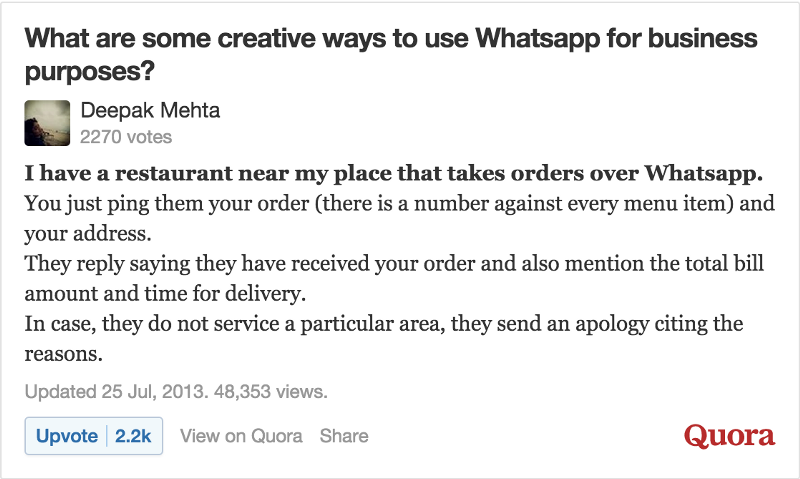 What are some creative ways to use Whatsapp for business
purposes?
Deepak Mehta
2270 votes
I have a restaurant near my place that takes orders over Whatsapp.
You just ping them your order (there is a number against every menu item) and
your address.
They reply saying they have received your order and also mention the total bill
amount and time for delivery.
In case, they do not service a particular area, they send an apology citing the
reasons.
Updated 25 Jul, 2013. 48,353 views.
Upvote 2.2k View on Quora Share Quora